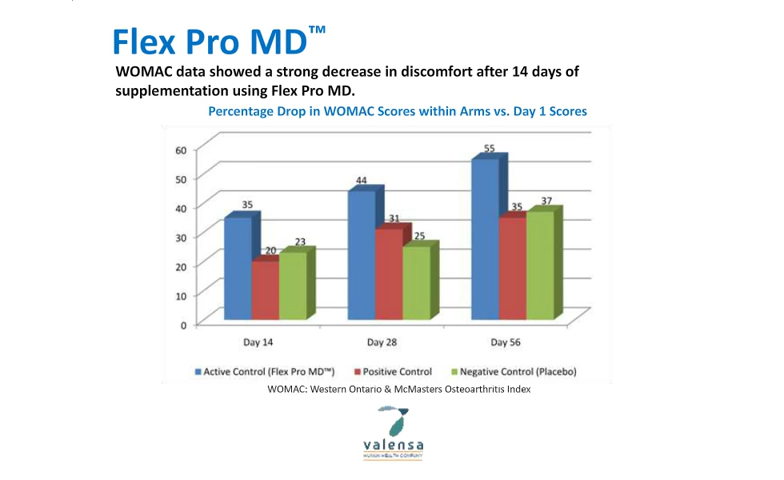 Flex Pro MD™
WOMAC data showed a strong decrease in discomfort after 14 days of
supplementation using Flex Pro MD.
Percentage Drop in WOMAC Scores within Arms vs. Day 1 Scores
60
50
40
30
20
10
0
35
20
23
44
31
25
55
35
37
Day 14
Day 28
Day 56
Active Control (Flex Pro MD™)
Positive Control
Negative Control (Placebo)
WOMAC: Western Ontario & McMasters Osteoarthritis Index
valensa
HUMAN HEALTH COMPANY